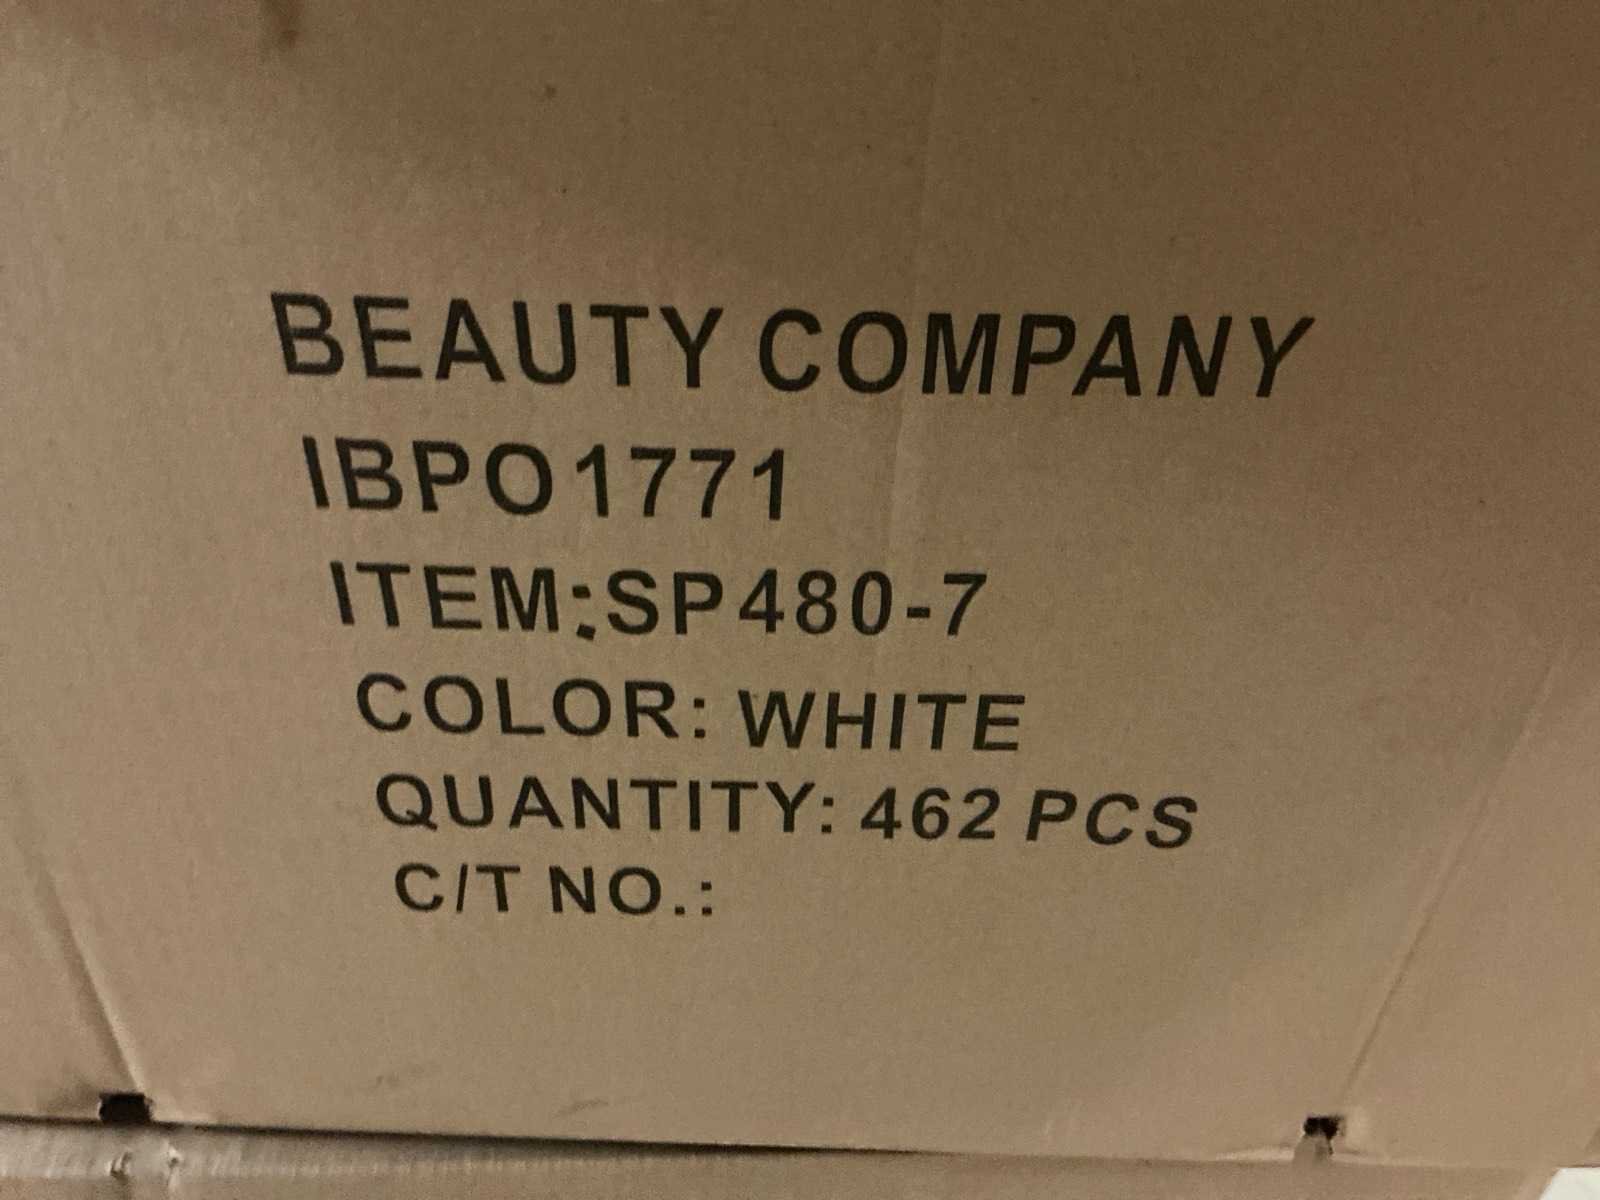 BEAUTY COMPANY
IBPO1771
ITEM:SP480-7
COLOR: WHITE
QUANTITY: 462 PCS
C/T NO.: